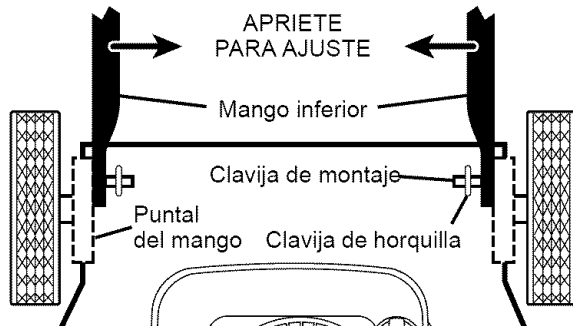 APRIETE
PARA AJUSTE
Mango inferior
Clavija de montaje
Puntal
del mango
Clavija de horquilla